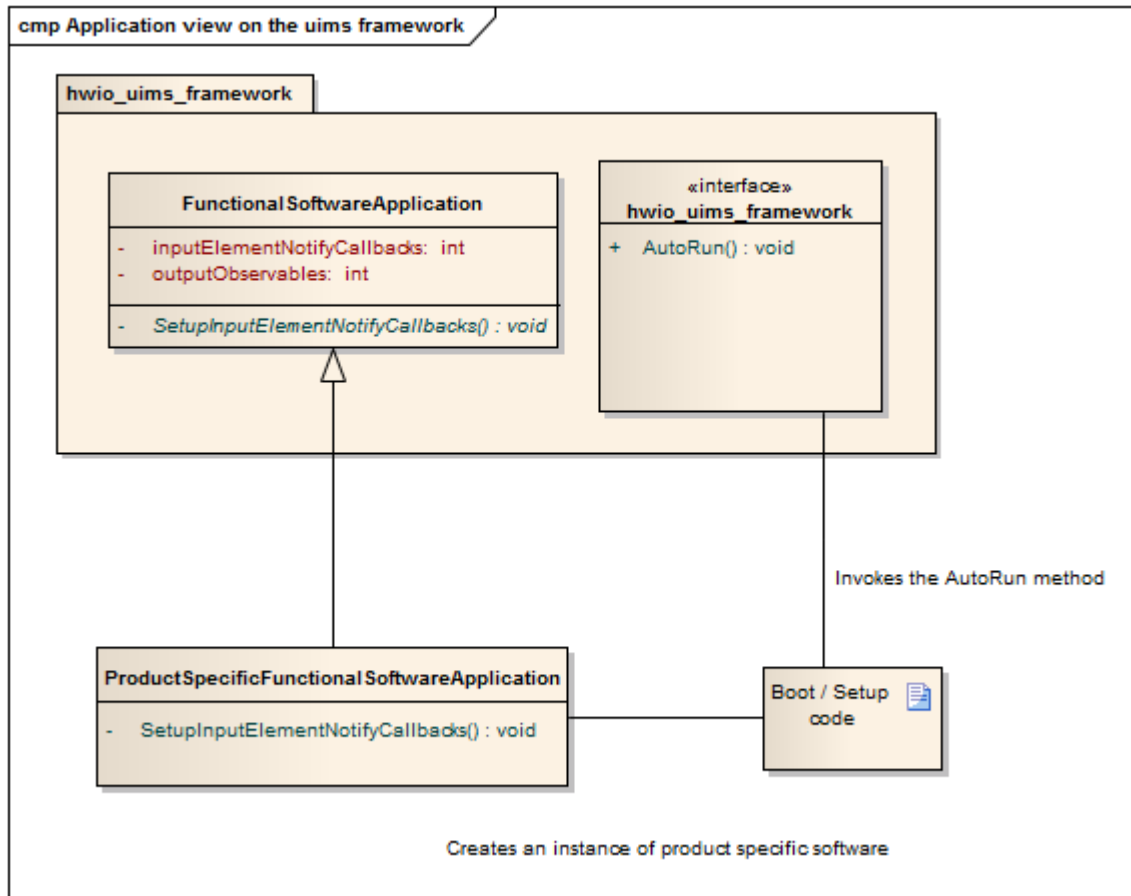 cmp Application view on the uims framework
hwio_uims_framework
FunctionalSoftwareApplication
- inputElementNotifyCallbacks: int
- outputObservables: int
- SetupInputElementNotifyCallbacks() : void
«interface»
hwio_uims_framework
+ AutoRun() : void
Invokes the AutoRun method
ProductSpecificFunctionalSoftwareApplication
- SetupInputElementNotifyCallbacks() : void
Boot / Setup
code
Creates an instance of product specific software